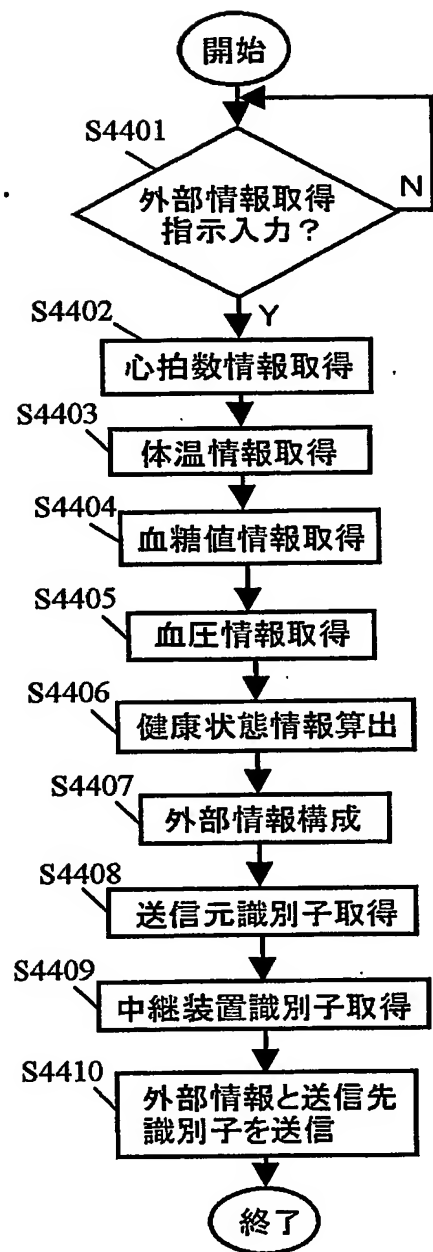 開始
S4401
外部情報取得
指示入力?
N
Y
S4402
心拍数情報取得
S4403
体温情報取得
S4404
血糖値情報取得
S4405
血圧情報取得
S4406
健康状態情報算出
S4407
外部情報構成
S4408
送信元識別子取得
S4409
中継装置識別子取得
S4410
外部情報と送信先
識別子を送信
終了